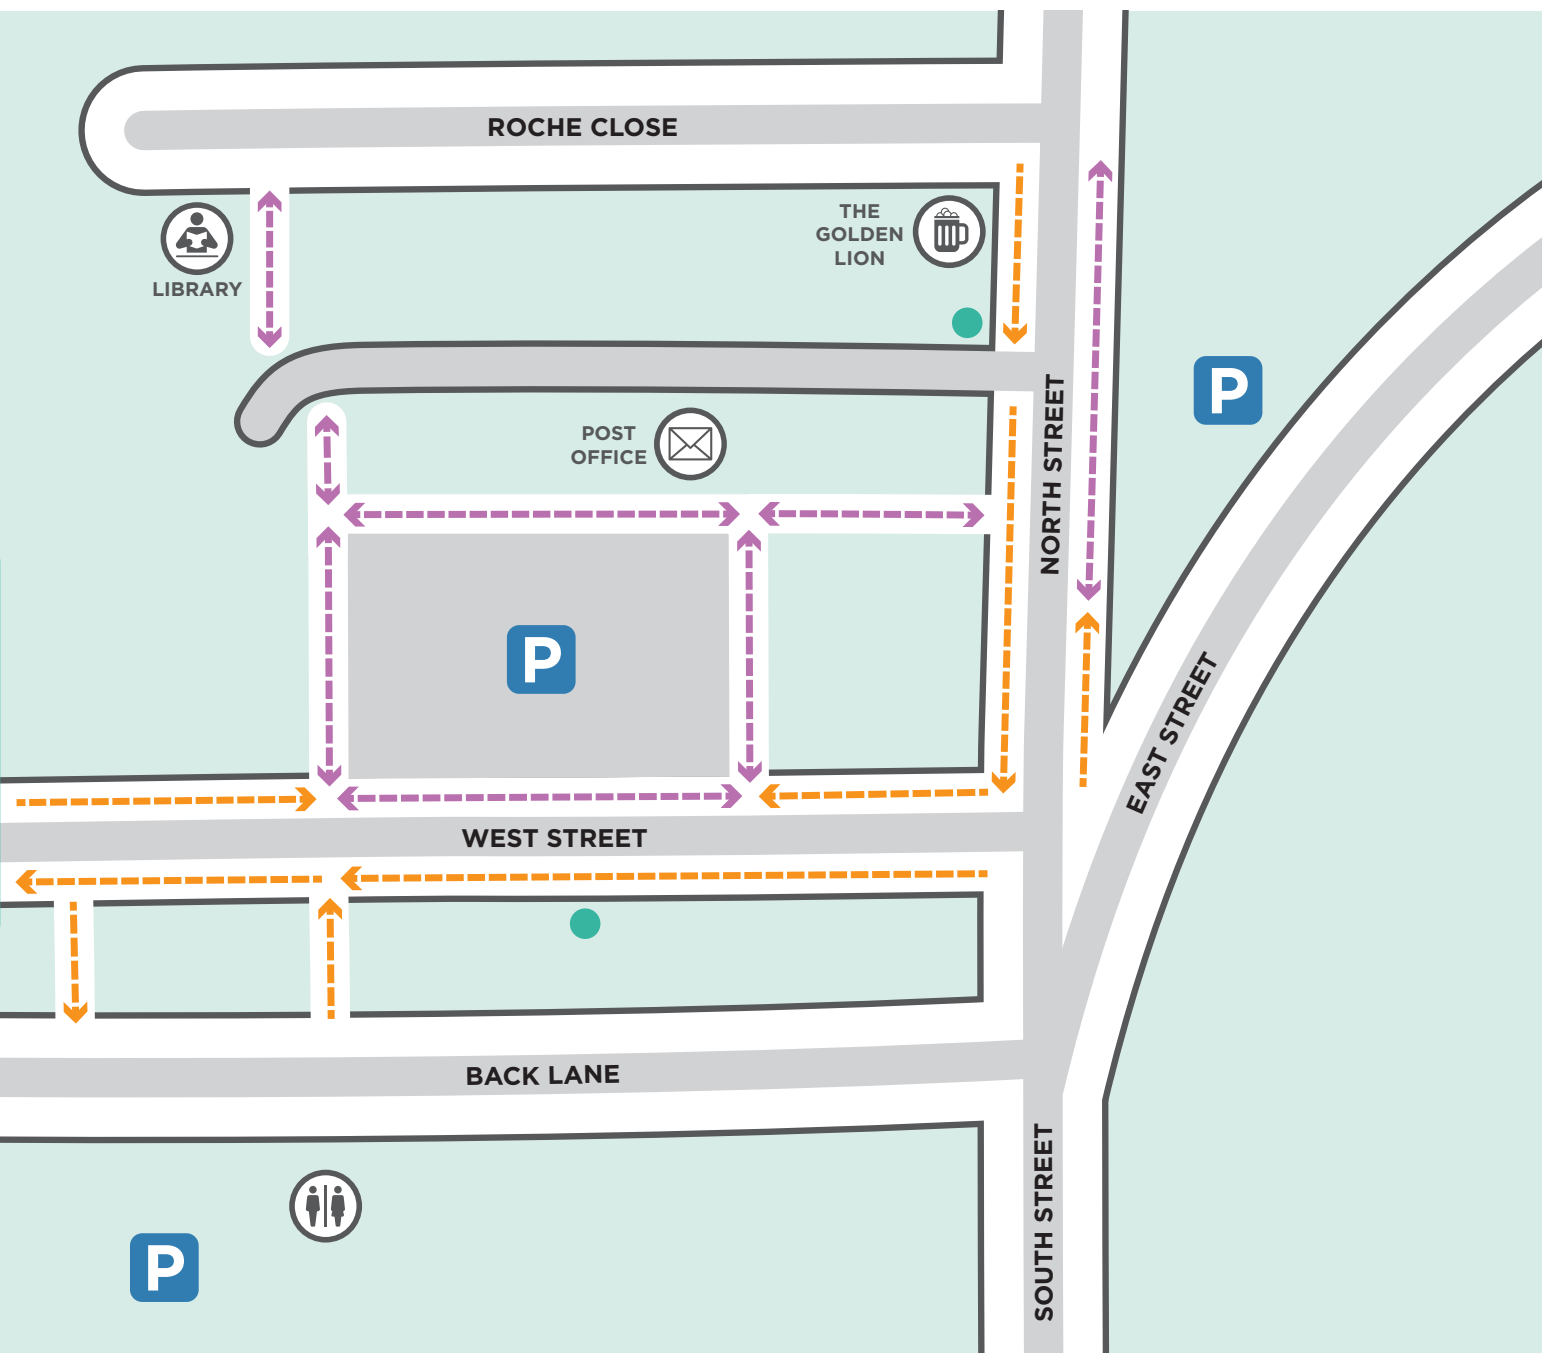 ROCHE CLOSE
THE
GOLDEN
LION
LIBRARY
P
NORTH STREET
POST
OFFICE
P
EAST STREET
WEST STREET
BACK LANE
SOUTH STREET
P